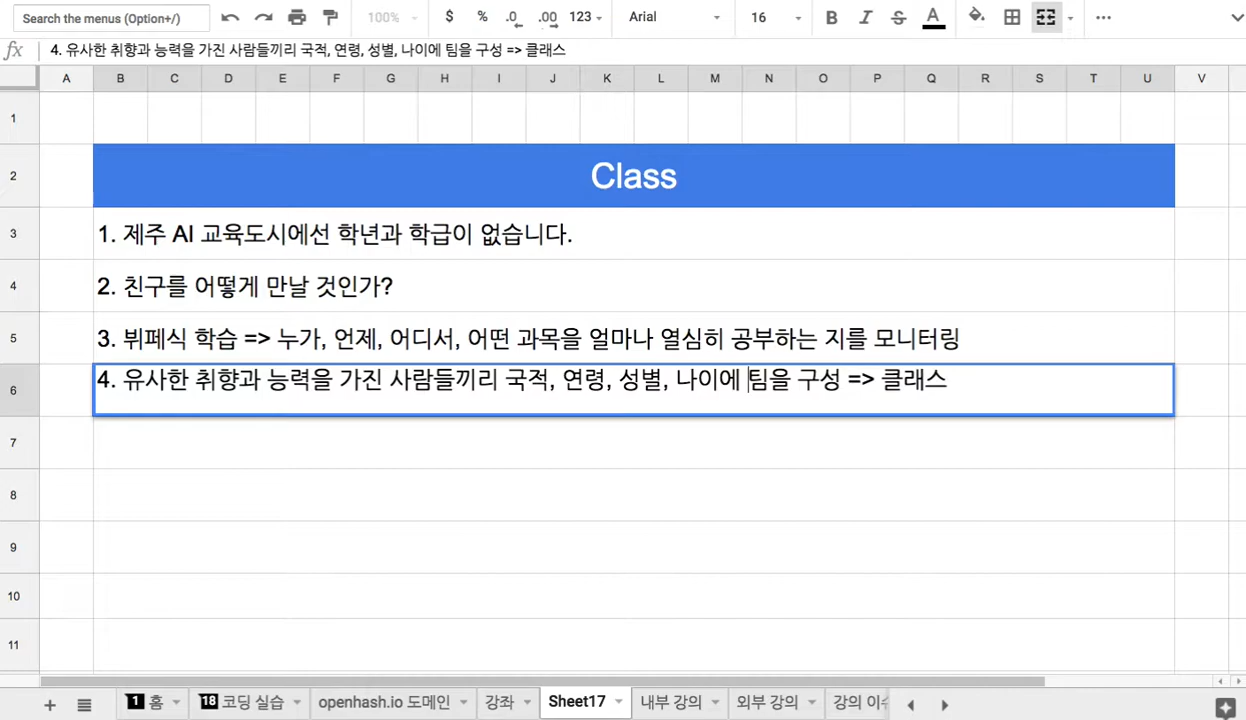 Search the menus (Option+/)
100%
$
%
.0
.00
123
Arial
16
B
I
S
A
fx
4. 유사한 취향과 능력을 가진 사람들끼리 국적, 연령, 성별, 나이에 팀을 구성 => 클래스
A B C D E F G H I J K L M N O P Q R S T U V
1
2
Class
3
1. 제주 AI 교육도시에선 학년과 학급이 없습니다.
4
2. 친구를 어떻게 만날 것인가?
5
3. 뷔페식 학습 => 누가, 언제, 어디서, 어떤 과목을 얼마나 열심히 공부하는 지를 모니터링
6
4. 유사한 취향과 능력을 가진 사람들끼리 국적, 연령, 성별, 나이에 팀을 구성 => 클래스
7
8
9
10
11
1 홈
18 코딩 실습
openhash.io 도메인
강좌
Sheet17
내부 강의
외부 강의
강의 이